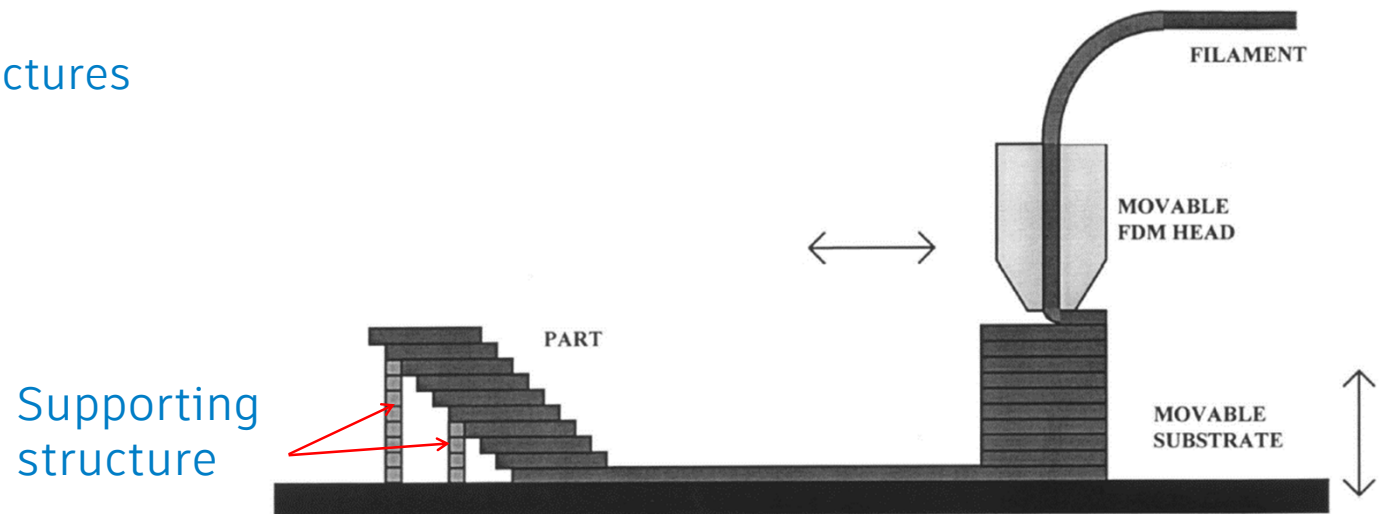 ctures
FILAMENT
MOVABLE
FDM HEAD
PART
Supporting
structure
MOVABLE
SUBSTRATE